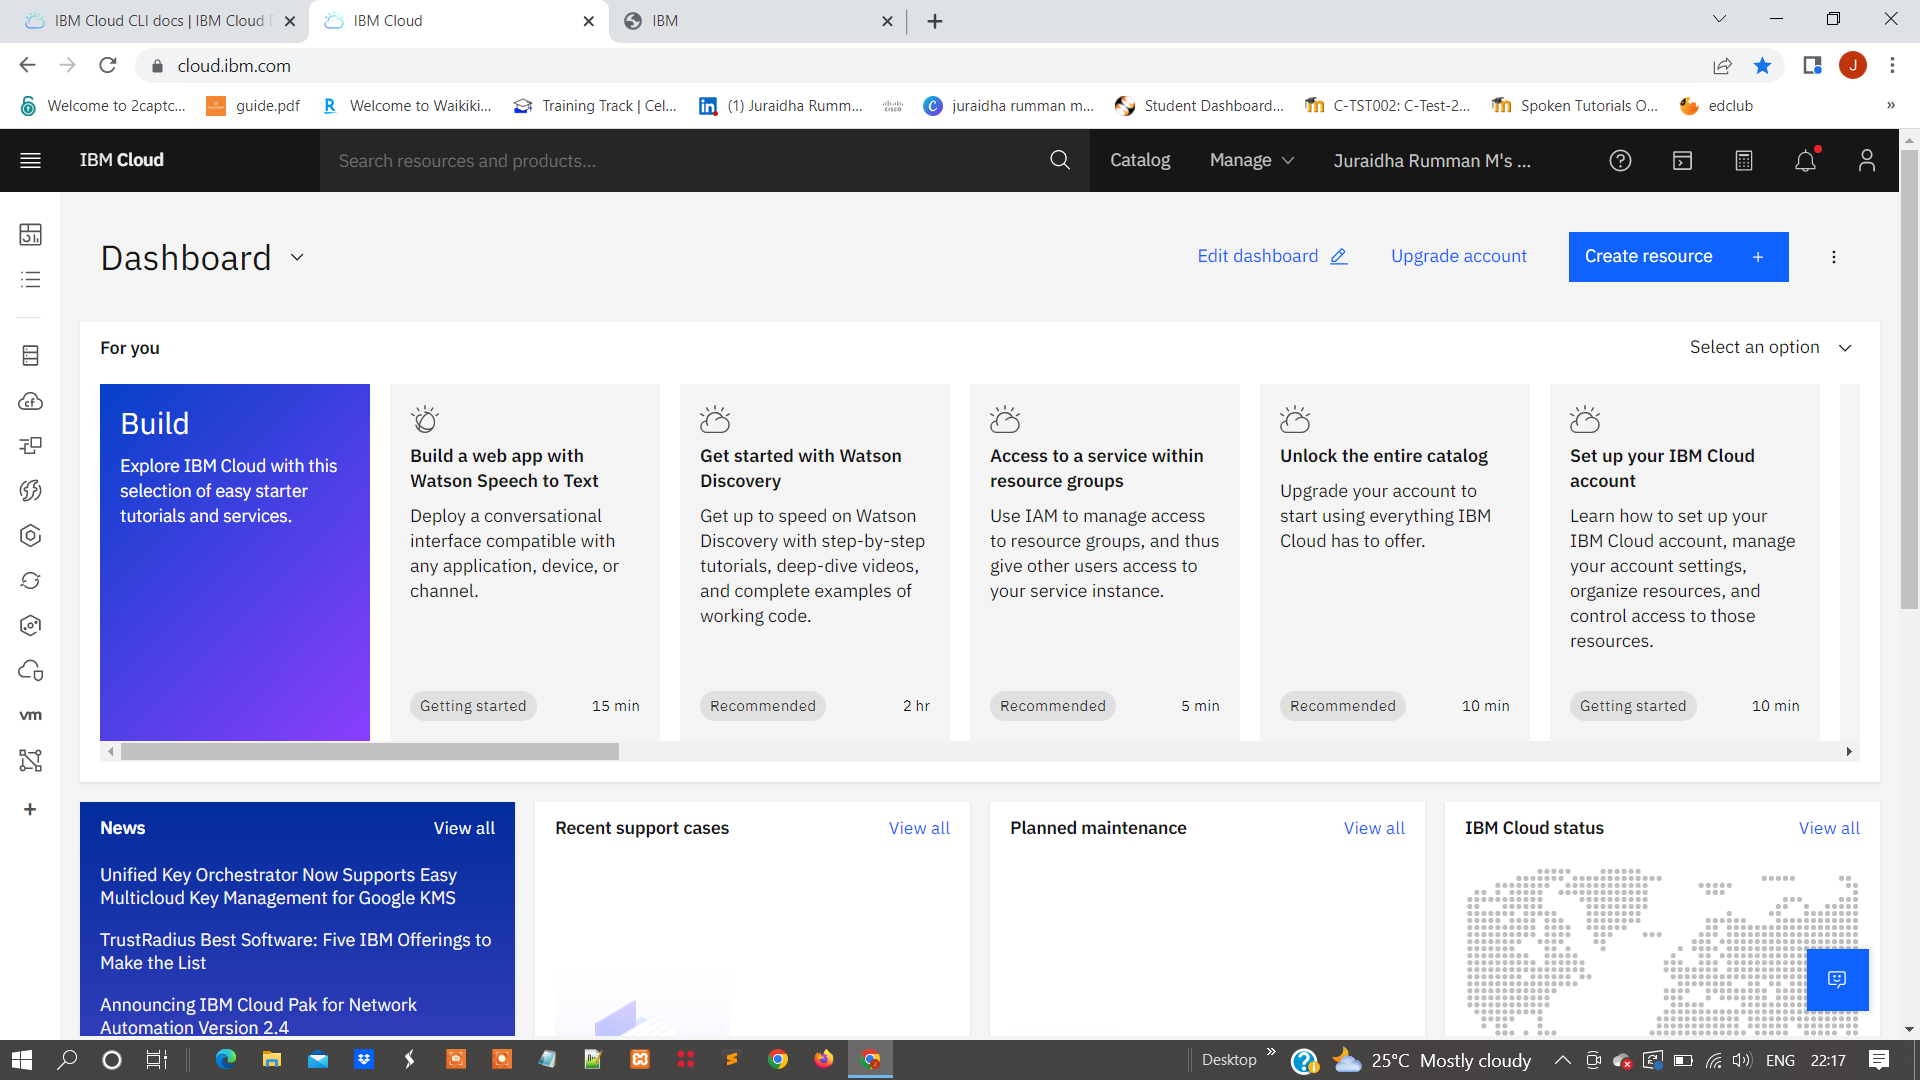 IBM Cloud CLI docs | IBM Cloud D
IBM Cloud
IBM
cloud.ibm.com
J
Welcome to 2captc...
guide.pdf
R
Welcome to Waikiki...
Training Track | Cel...
in
(1) Juraidha Rumm...
cisco
C
juraidha rumman m...
Student Dashboard...
C-TST002: C-Test-2...
Spoken Tutorials O...
edclub
»
IBM Cloud
Search resources and products...
Catalog
Manage
Juraidha Rumman M's ...
Dashboard
Edit dashboard
Upgrade account
Create resource +
For you
Select an option
Build
Explore IBM Cloud with this
selection of easy starter
tutorials and services.
Build a web app with
Watson Speech to Text
Deploy a conversational
interface compatible with
any application, device, or
channel.
Getting started
15 min
Get started with Watson
Discovery
Get up to speed on Watson
Discovery with step-by-step
tutorials, deep-dive videos,
and complete examples of
working code.
Recommended
2 hr
Access to a service within
resource groups
Use IAM to manage access
to resource groups, and thus
give other users access to
your service instance.
Recommended
5 min
Unlock the entire catalog
Upgrade your account to
start using everything IBM
Cloud has to offer.
Recommended
10 min
Set up your IBM Cloud
account
Learn how to set up your
IBM Cloud account, manage
your account settings,
organize resources, and
control access to those
resources.
Getting started
10 min
cf
vm
+
News
View all
Unified Key Orchestrator Now Supports Easy
Multicloud Key Management for Google KMS
TrustRadius Best Software: Five IBM Offerings to
Make the List
Announcing IBM Cloud Pak for Network
Automation Version 2.4
Recent support cases
View all
Planned maintenance
View all
IBM Cloud status
View all
Desktop
»
25°C Mostly cloudy
ENG
22:17